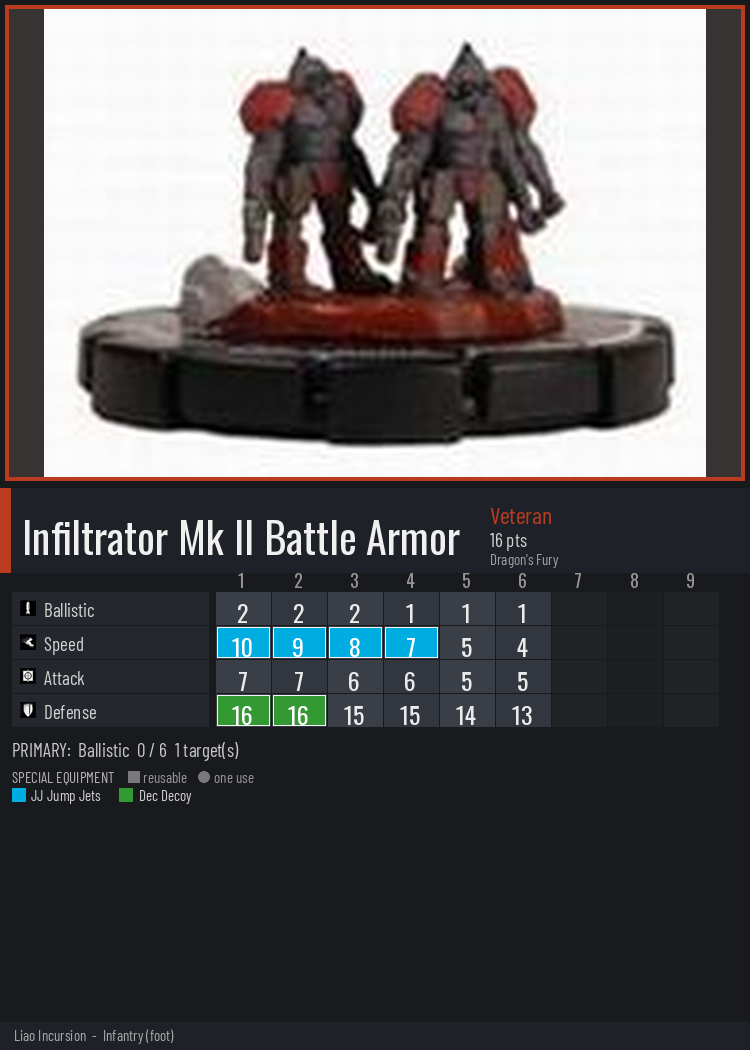 Infiltrator Mk II Battle Armor
Veteran
16 pts
Dragon's Fury
1 2 3 4 5 6 7 8 9
Ballistic 2 2 2 1 1 1
Speed 10 9 8 7 5 4
Attack 7 7 6 6 5 5
Defense 16 16 15 15 14 13
PRIMARY: Ballistic 0 / 6 1 target(s)
SPECIAL EQUIPMENT reusable one use
JJ Jump Jets Dec Decoy
Liao Incursion - Infantry (foot)